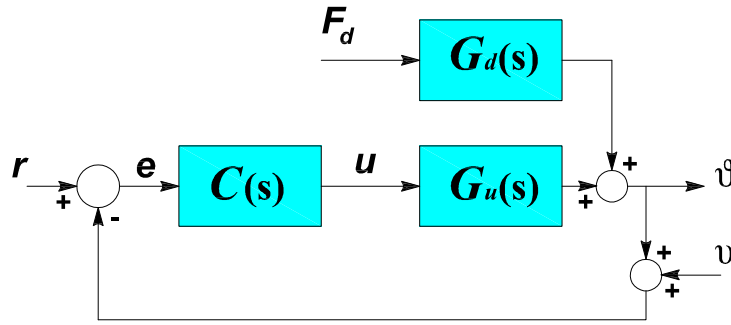 F_d
G_d(s)
r
+
-
e
C(s)
u
G_u(s)
+
+
ϑ
+
+
υ